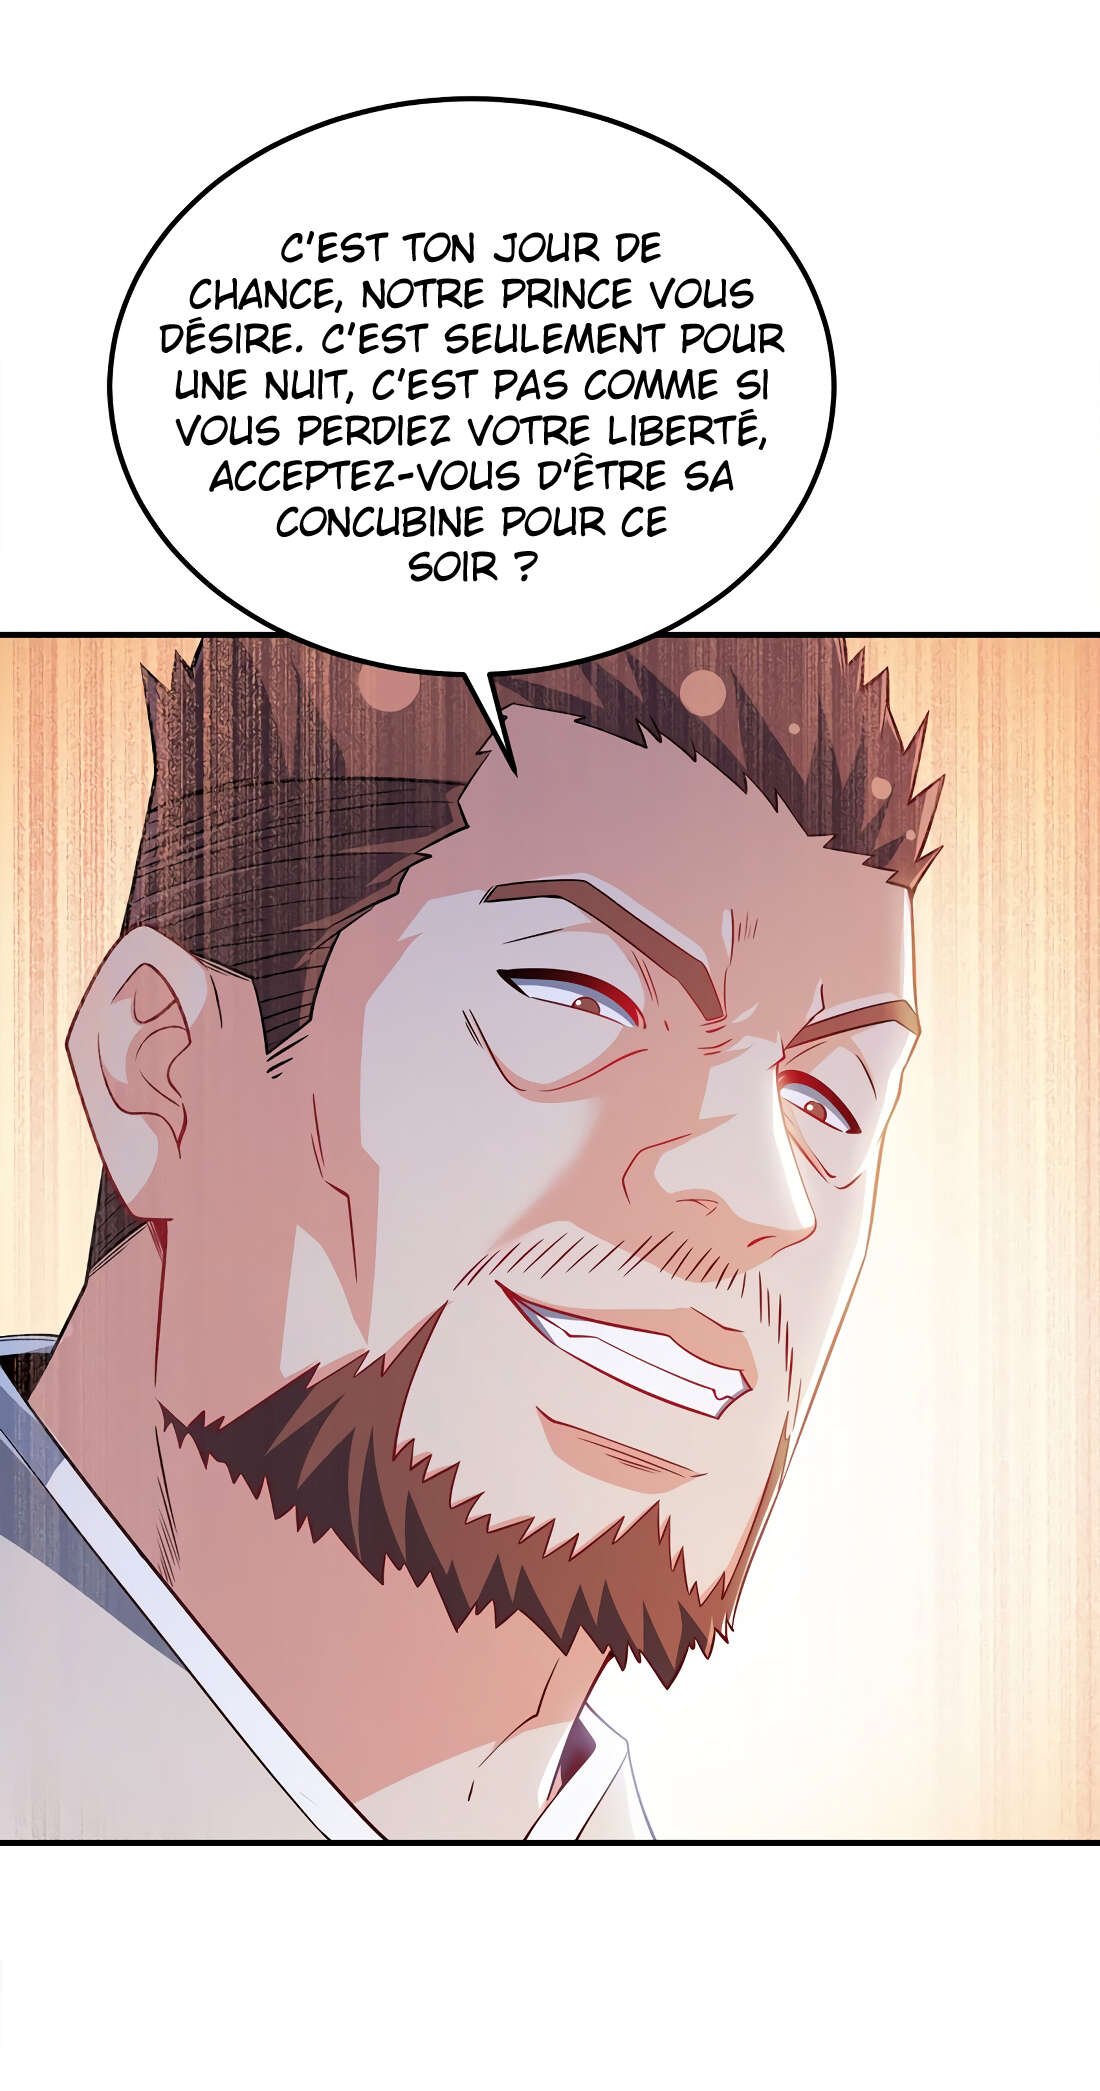 C'EST TON JOUR DE
CHANCE, NOTRE PRINCE VOUS
DÉSIRE. C'EST SEULEMENT POUR
UNE NUIT, C'EST PAS COMME SI
VOUS PERDIEZ VOTRE LIBERTÉ,
ACCEPTEZ-VOUS D'ÊTRE SA
CONCUBINE POUR CE
SOIR ?